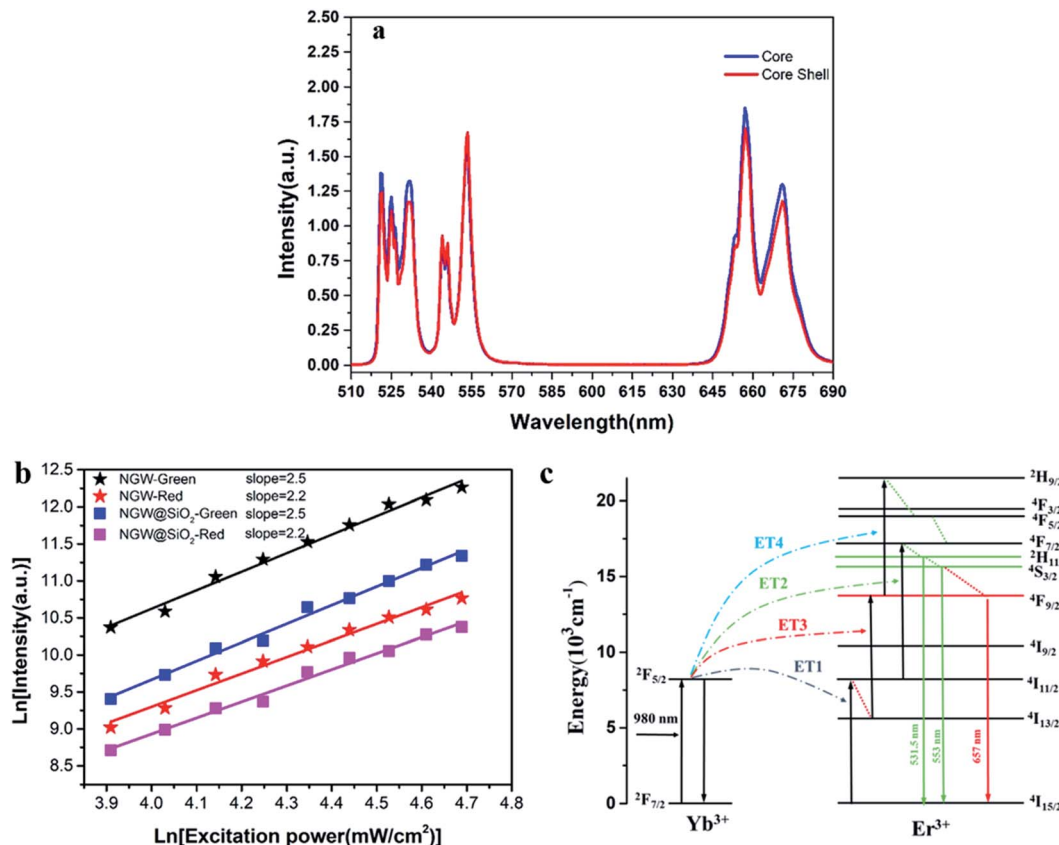 a
Core
Core Shell
Intensity(a.u.)
2.50
2.25
2.00
1.75
1.50
1.25
1.00
0.75
0.50
0.25
0.00
510 525 540 555 570 585 600 615 630 645 660 675 690
Wavelength(nm)
b
NGW-Green slope=2.5
NGW-Red slope=2.2
NGW@SiO₂-Green slope=2.5
NGW@SiO₂-Red slope=2.2
Ln[Intensity(a.u.)]
12.5
12.0
11.5
11.0
10.5
10.0
9.5
9.0
8.5
3.9 4.0 4.1 4.2 4.3 4.4 4.5 4.6 4.7 4.8
Ln[Excitation power(mW/cm²)]
c
Energy(10³cm⁻¹)
20
15
10
5
0
ET4
ET2
ET3
ET1
²F₅/₂
980 nm
²F₇/₂
Yb³⁺
²H₉/₂
⁴F₃/₂
⁴F₅/₂
⁴F₇/₂
²H₁₁
⁴S₃/₂
⁴F₉/₂
⁴I₉/₂
⁴I₁₁/₂
⁴I₁₃/₂
⁴I₁₅/₂
531.5 nm
553 nm
657 nm
Er³⁺